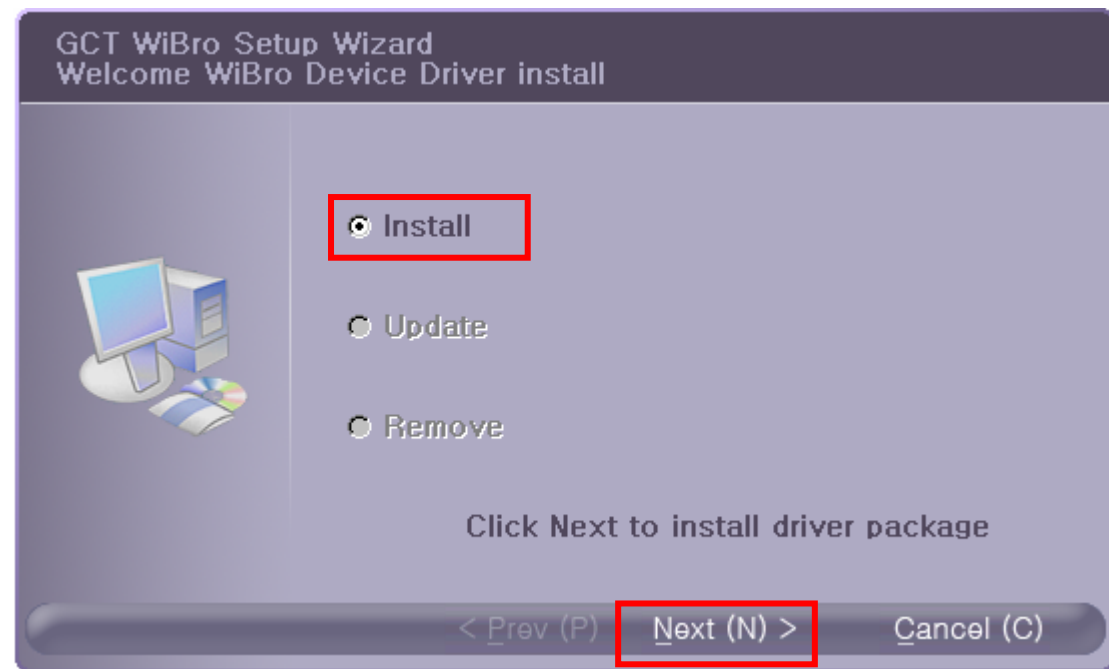 GCT WiBro Setup Wizard
Welcome WiBro Device Driver install
Install
Update
Remove
Click Next to install driver package
< Prev (P) Next (N) > Cancel (C)